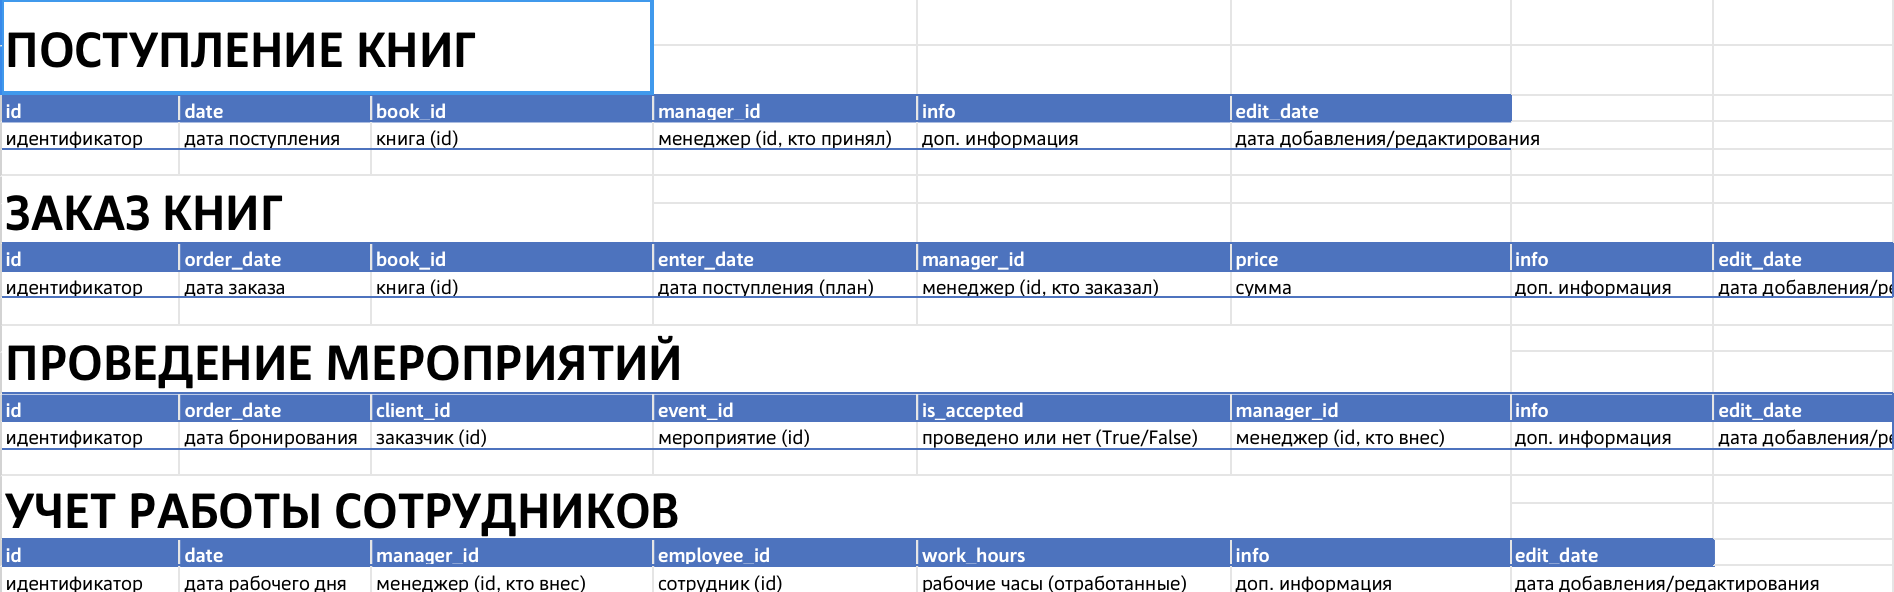 ПОСТУПЛЕНИЕ КНИГ
id date book_id manager_id info edit_date
идентификатор дата поступления книга (id) менеджер (id, кто принял) доп. информация дата добавления/редактирования
ЗАКАЗ КНИГ
id order_date book_id enter_date manager_id price info edit_date
идентификатор дата заказа книга (id) дата поступления (план) менеджер (id, кто заказал) сумма доп. информация дата добавления/ре
ПРОВЕДЕНИЕ МЕРОПРИЯТИЙ
id order_date client_id event_id is_accepted manager_id info edit_date
идентификатор дата бронирования заказчик (id) мероприятие (id) проведено или нет (True/False) менеджер (id, кто внес) доп. информация дата добавления/ре
УЧЕТ РАБОТЫ СОТРУДНИКОВ
id date manager_id employee_id work_hours info edit_date
идентификатор дата рабочего дня менеджер (id, кто внес) сотрудник (id) рабочие часы (отработанные) доп. информация дата добавления/редактирования